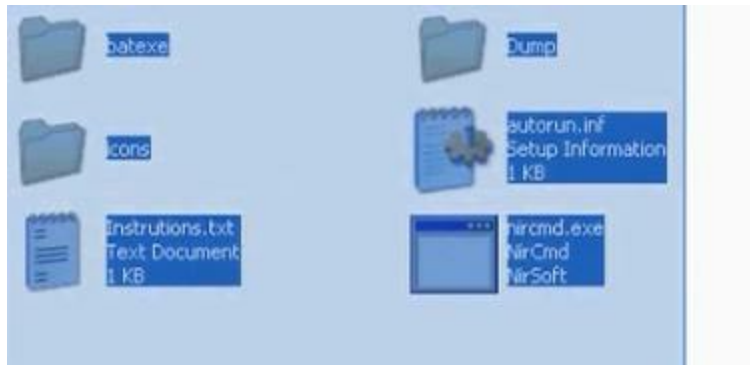 batexe
Dump
icons
autorun.inf
Setup Information
1 KB
Instrutions.txt
Text Document
1 KB
nircmd.exe
NirCmd
NirSoft